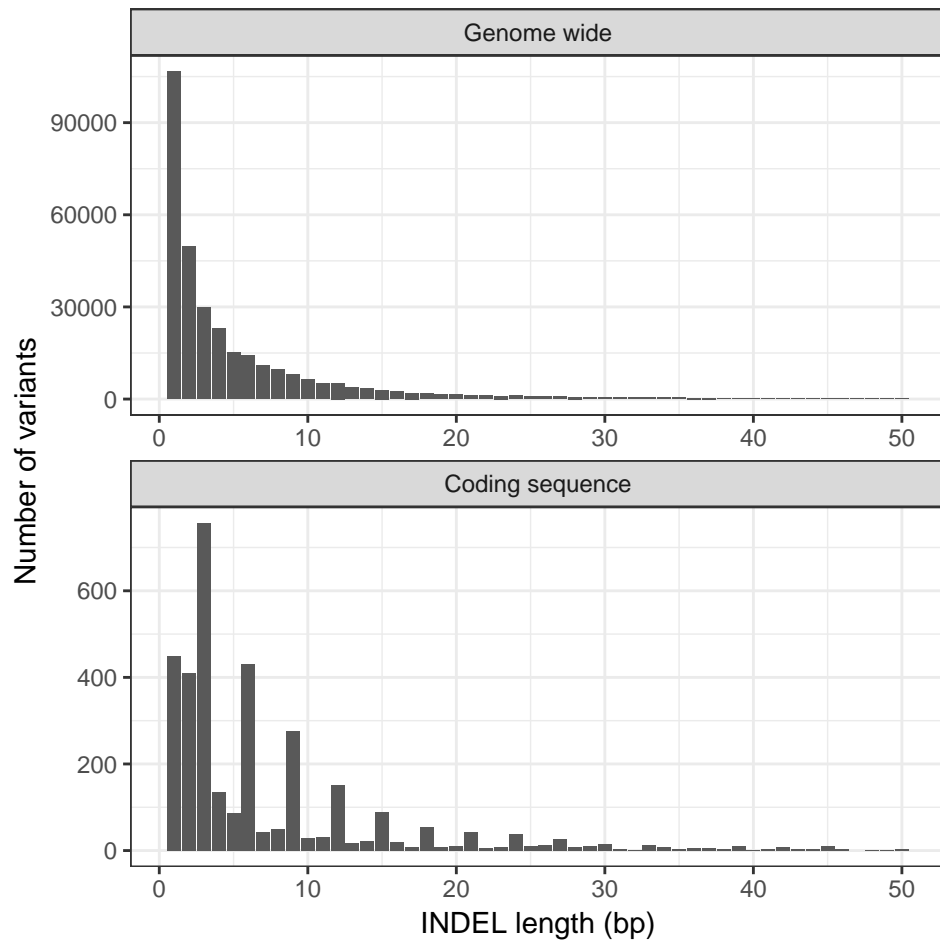 Genome wide
90000
60000
30000
0
0 10 20 30 40 50
Number of variants
Coding sequence
600
400
200
0
0 10 20 30 40 50
INDEL length (bp)